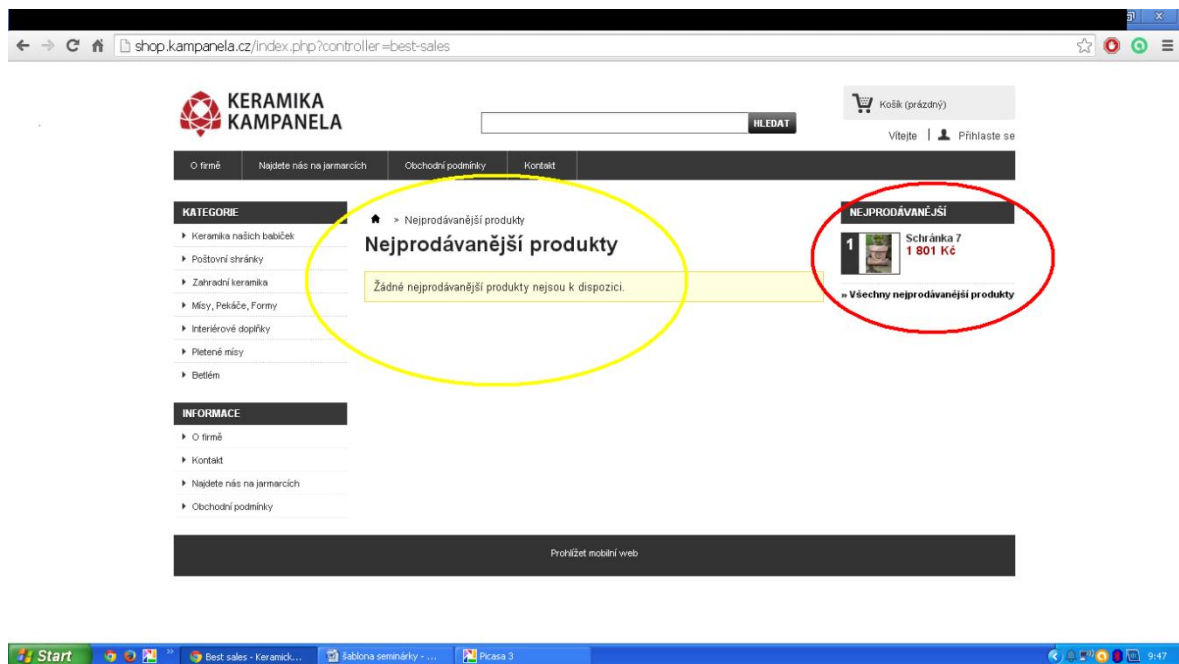 shop.kampanela.cz/index.php?controller=best-sales
KERAMIKA
KAMPANELA
HLEDAT
Košík (prázdný)
Vítejte
Přihlaste se
O firmě
Najdete nás na jarmarcích
Obchodní podmínky
Kontakt
KATEGORIE
Keramika našich babiček
Poštovní shránky
Zahradní keramika
Mísy, Pekáče, Formy
Interiérové doplňky
Pletené mísy
Betlém
INFORMACE
O firmě
Kontakt
Najdete nás na jarmarcích
Obchodní podmínky
> Nejprodávanější produkty
Nejprodávanější produkty
Žádné nejprodávanější produkty nejsou k dispozici.
NEJPRODÁVANĚJŠÍ
1
Schránka 7
1 801 Kč
» Všechny nejprodávanější produkty
Prohlížet mobilní web
Start
Best sales - Keramick...
šablona seminárky - ...
Picasa 3
9:47